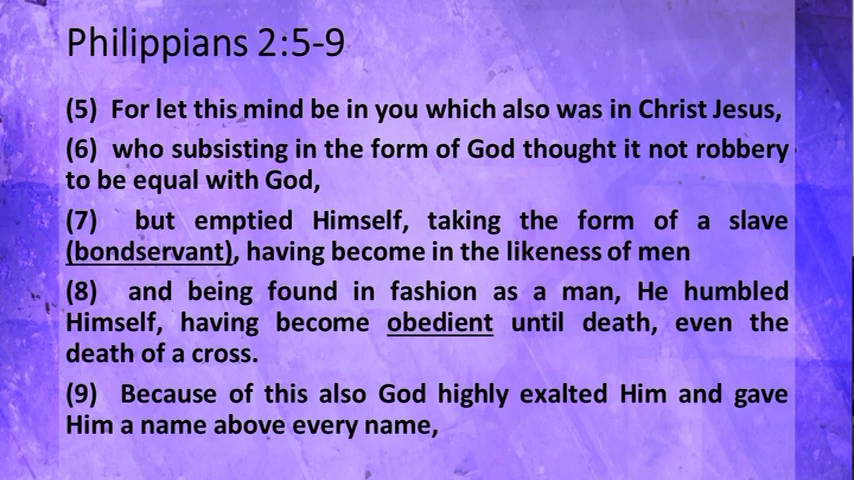 Philippians 2:5-9
(5) For let this mind be in you which also was in Christ Jesus,
(6) who subsisting in the form of God thought it not robbery
to be equal with God,
(7) but emptied Himself, taking the form of a slave
(bondservant), having become in the likeness of men
(8) and being found in fashion as a man, He humbled
Himself, having become obedient until death, even the
death of a cross.
(9) Because of this also God highly exalted Him and gave
Him a name above every name,